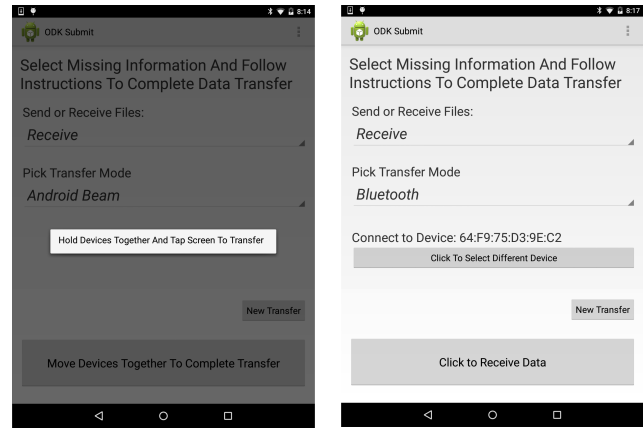 8:14
ODK Submit
Select Missing Information And Follow
Instructions To Complete Data Transfer
Send or Receive Files:
Receive
Pick Transfer Mode
Android Beam
Hold Devices Together And Tap Screen To Transfer
New Transfer
Move Devices Together To Complete Transfer
8:17
ODK Submit
Select Missing Information And Follow
Instructions To Complete Data Transfer
Send or Receive Files:
Receive
Pick Transfer Mode
Bluetooth
Connect to Device: 64:F9:75:D3:9E:C2
Click To Select Different Device
New Transfer
Click to Receive Data